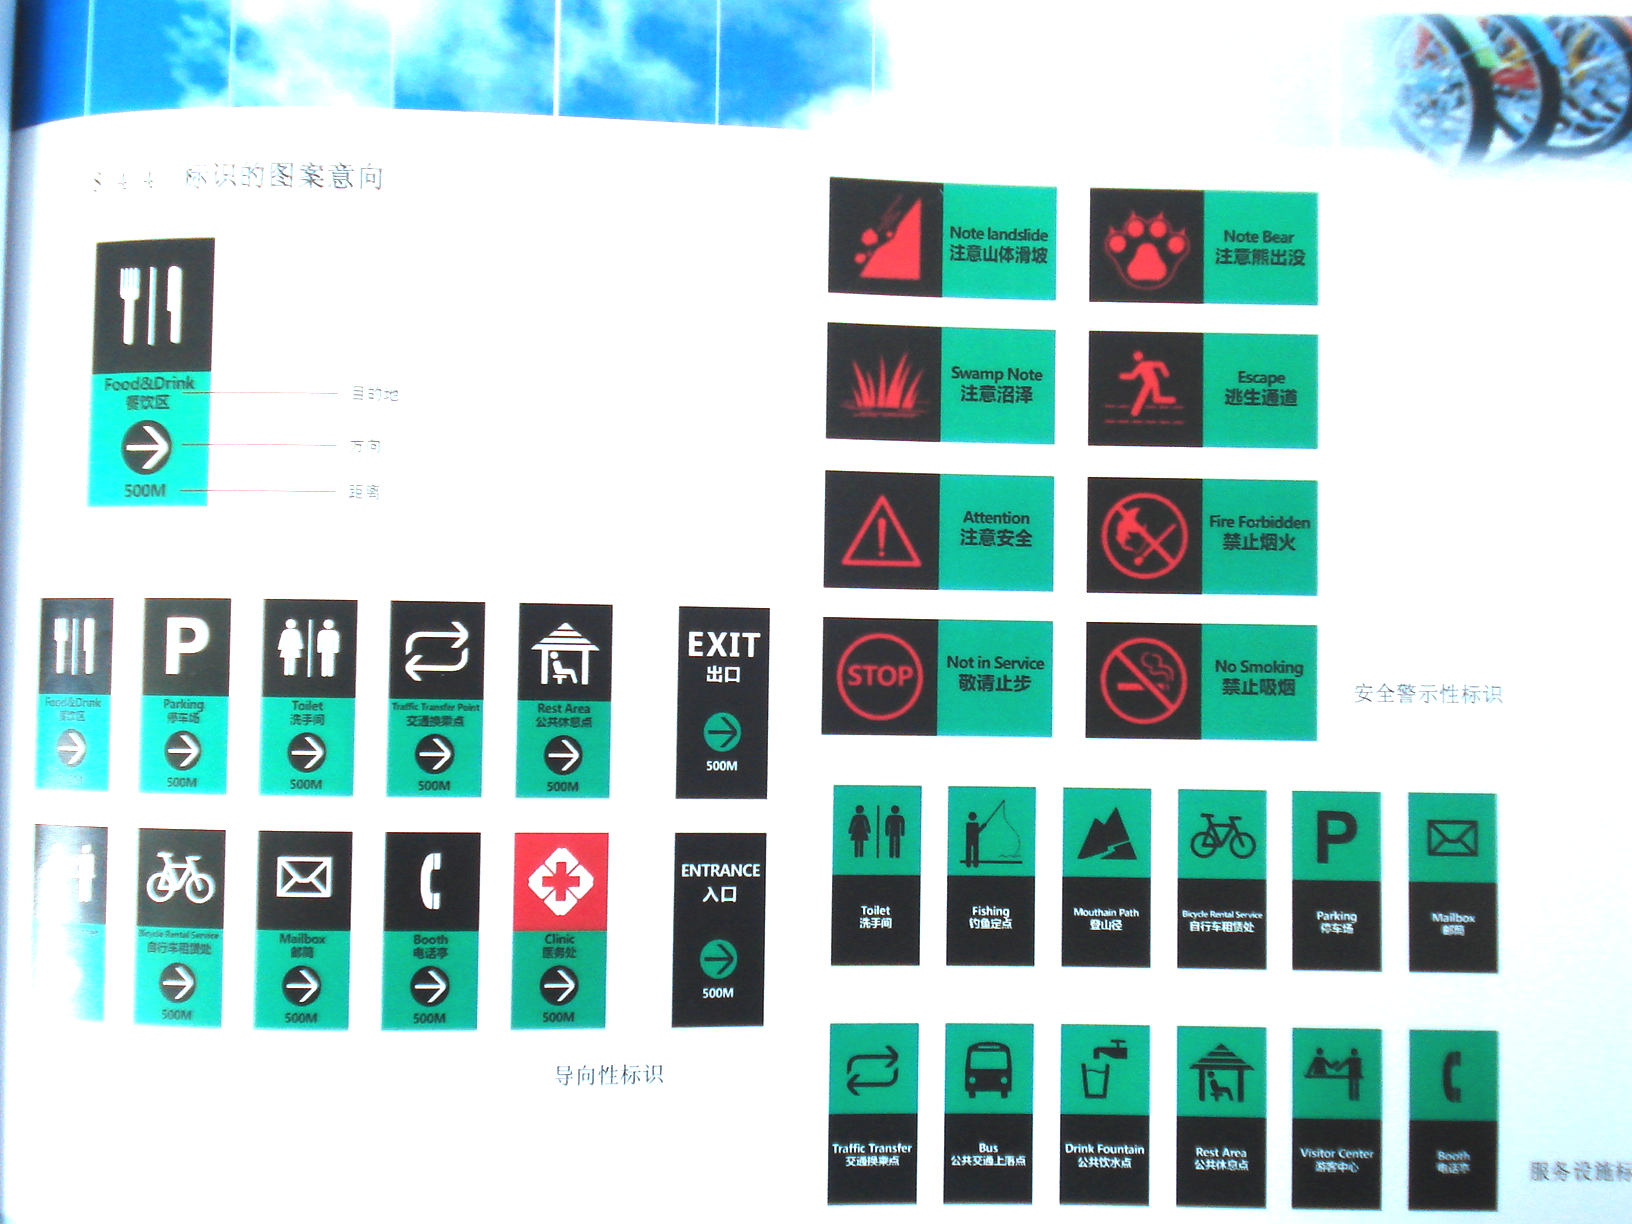 标识的图案意向
Food&Drink
餐饮区
500M
目的地
方向
距离
Food&Drink
餐饮区
P
Parking
停车场
500M
Toilet
洗手间
500M
Traffic Transfer Point
交通换乘点
500M
Rest Area
公共休息点
500M
EXIT
出口
500M
Bicycle Rental Service
自行车租赁处
500M
Mailbox
邮筒
500M
Booth
电话亭
500M
Clinic
医务处
500M
ENTRANCE
入口
500M
导向性标识
Note landslide
注意山体滑坡
Note Bear
注意熊出没
Swamp Note
注意沼泽
Escape
逃生通道
Attention
注意安全
Fire Forbidden
禁止烟火
STOP
Not in Service
敬请止步
No Smoking
禁止吸烟
安全警示性标识
Toilet
洗手间
Fishing
钓鱼定点
Mouthain Path
登山径
Bicycle Rental Service
自行车租赁处
P
Parking
停车场
Mailbox
邮筒
Traffic Transfer
交通换乘点
Bus
公共交通上落点
Drink Fountain
公共饮水点
Rest Area
公共休息点
Visitor Center
游客中心
Booth
电话亭
服务设施标